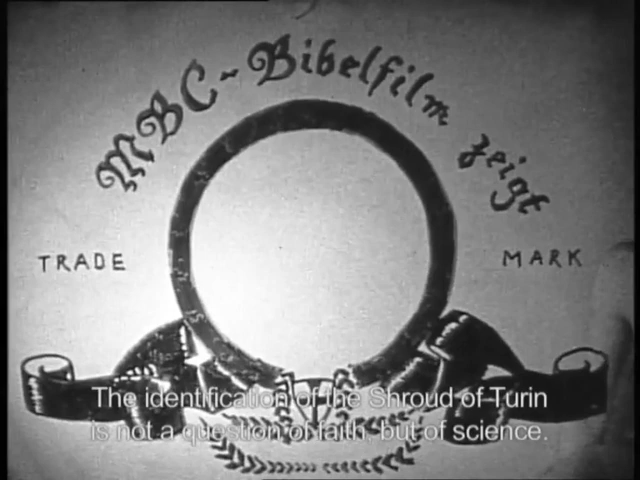 MBC-Bibelfilm zeigt
TRADE MARK
The identification of the Shroud of Turin
is not a question of faith, but of science.